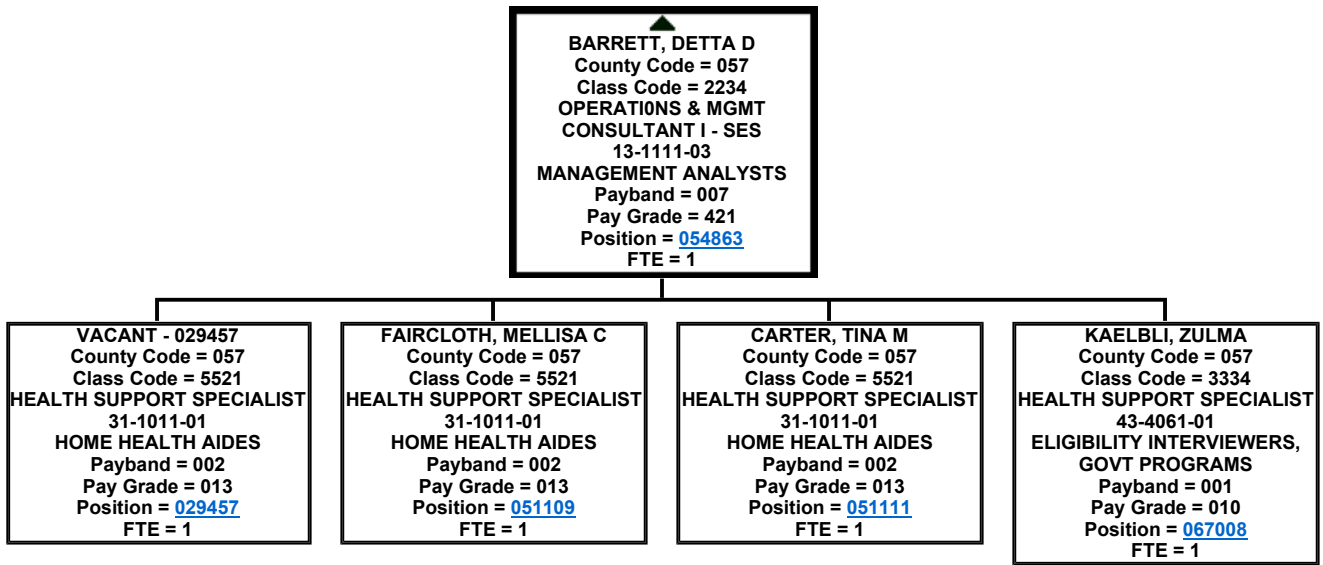 BARRETT, DETTA D
County Code = 057
Class Code = 2234
OPERATI0NS & MGMT
CONSULTANT I - SES
13-1111-03
MANAGEMENT ANALYSTS
Payband = 007
Pay Grade = 421
Position = 054863
FTE = 1
VACANT - 029457
County Code = 057
Class Code = 5521
HEALTH SUPPORT SPECIALIST
31-1011-01
HOME HEALTH AIDES
Payband = 002
Pay Grade = 013
Position = 029457
FTE = 1
FAIRCLOTH, MELLISA C
County Code = 057
Class Code = 5521
HEALTH SUPPORT SPECIALIST
31-1011-01
HOME HEALTH AIDES
Payband = 002
Pay Grade = 013
Position = 051109
FTE = 1
CARTER, TINA M
County Code = 057
Class Code = 5521
HEALTH SUPPORT SPECIALIST
31-1011-01
HOME HEALTH AIDES
Payband = 002
Pay Grade = 013
Position = 051111
FTE = 1
KAELBLI, ZULMA
County Code = 057
Class Code = 3334
HEALTH SUPPORT SPECIALIST
43-4061-01
ELIGIBILITY INTERVIEWERS,
GOVT PROGRAMS
Payband = 001
Pay Grade = 010
Position = 067008
FTE = 1